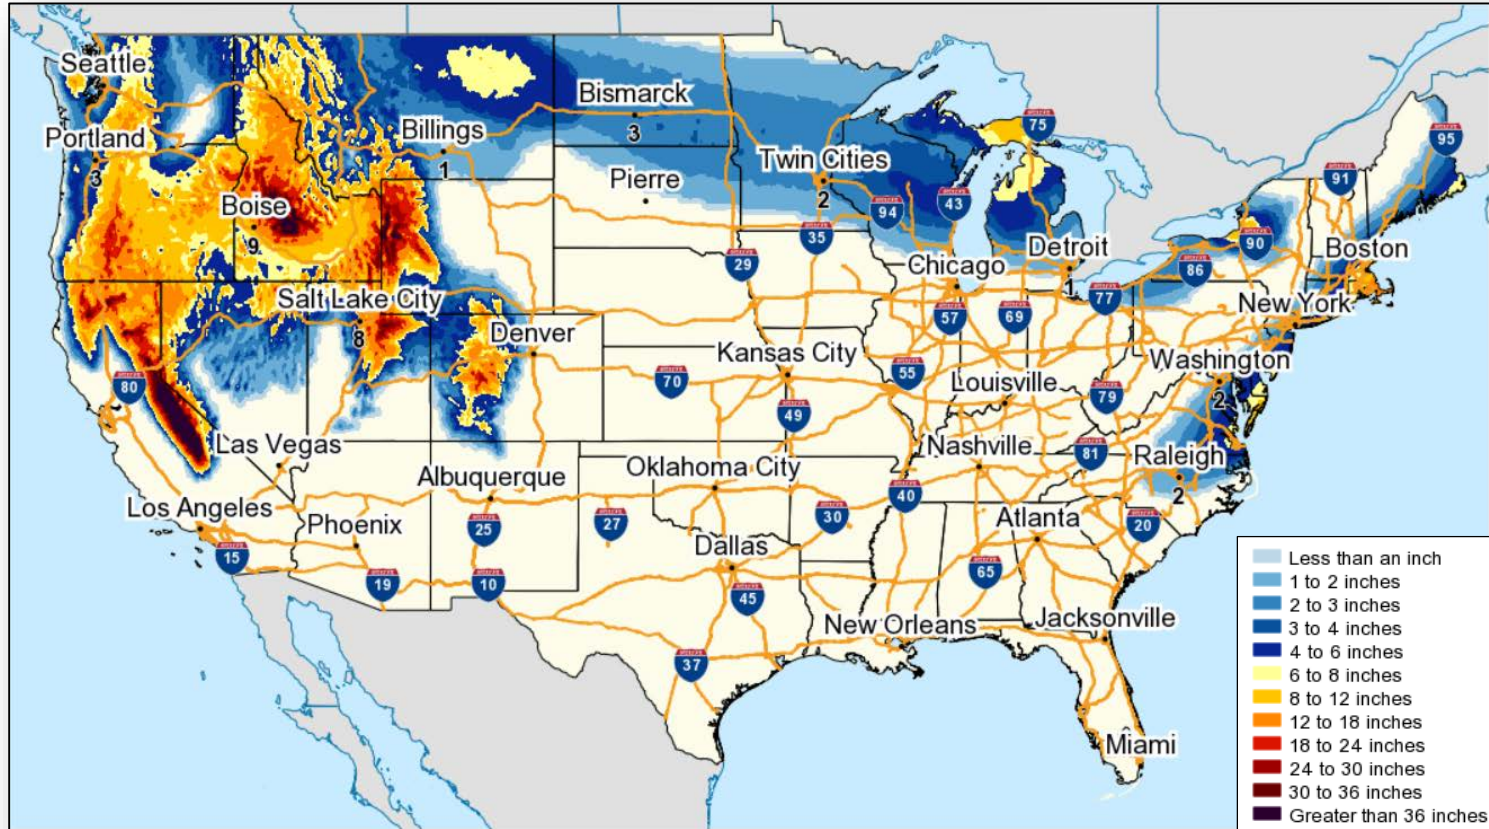 Seattle
Bismarck
75
95
Portland
Billings
3
Twin Cities
3
1
Pierre
2
91
Boise
94
43
9
35
90
29
Detroit
Boston
Chicago
86
Salt Lake City
1
77
New York
8
Denver
57
69
80
70
Kansas City
55
Louisville
Washington
79
2
49
Las Vegas
Nashville
81
Raleigh
Albuquerque
Oklahoma City
40
2
Los Angeles
Phoenix
25
27
30
Atlanta
20
15
Dallas
19
10
65
45
New Orleans
Jacksonville
37
Miami
Less than an inch
1 to 2 inches
2 to 3 inches
3 to 4 inches
4 to 6 inches
6 to 8 inches
8 to 12 inches
12 to 18 inches
18 to 24 inches
24 to 30 inches
30 to 36 inches
Greater than 36 inches